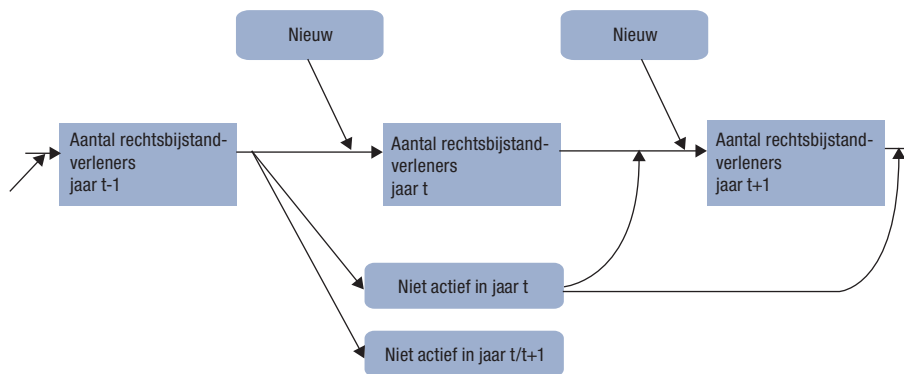 Nieuw
Nieuw
Aantal rechtsbijstand-
verleners
jaar t-1
Aantal rechtsbijstand-
verleners
jaar t
Aantal rechtsbijstand-
verleners
jaar t+1
Niet actief in jaar t
Niet actief in jaar t/t+1